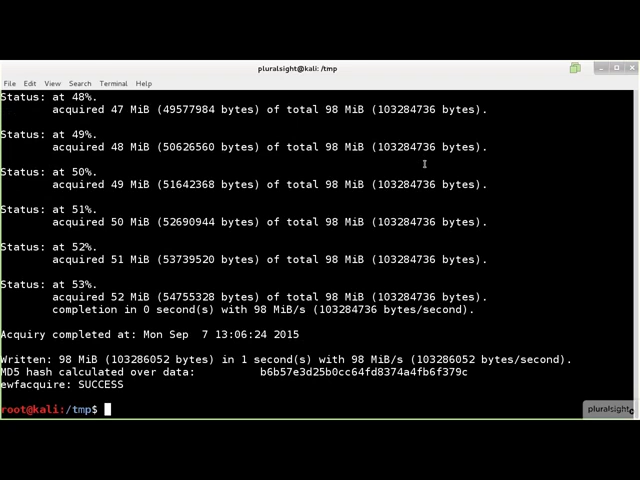 pluralsight@kali: /tmp
File Edit View Search Terminal Help
Status: at 48%.
acquired 47 MiB (49577984 bytes) of total 98 MiB (103284736 bytes).
Status: at 49%.
acquired 48 MiB (50626560 bytes) of total 98 MiB (103284736 bytes).
Status: at 50%.
acquired 49 MiB (51642368 bytes) of total 98 MiB (103284736 bytes).
Status: at 51%.
acquired 50 MiB (52690944 bytes) of total 98 MiB (103284736 bytes).
Status: at 52%.
acquired 51 MiB (53739520 bytes) of total 98 MiB (103284736 bytes).
Status: at 53%.
acquired 52 MiB (54755328 bytes) of total 98 MiB (103284736 bytes).
completion in 0 second(s) with 98 MiB/s (103284736 bytes/second).
Acquiry completed at: Mon Sep  7 13:06:24 2015
Written: 98 MiB (103286052 bytes) in 1 second(s) with 98 MiB/s (103286052 bytes/second).
MD5 hash calculated over data: b6b57e3d25b0cc64fd8374a4fb6f379c
ewfacquire: SUCCESS
root@kali:/tmp$
pluralsight